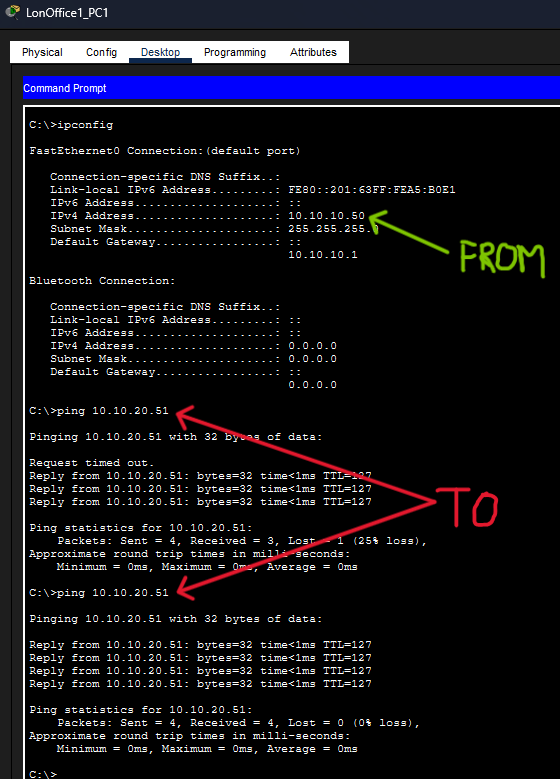 LonOffice1_PC1
Physical Config Desktop Programming Attributes
Command Prompt
C:\>ipconfig
FastEthernet0 Connection:(default port)
Connection-specific DNS Suffix..:
Link-local IPv6 Address.........: FE80::201:63FF:FEA5:B0E1
IPv6 Address....................: ::
IPv4 Address....................: 10.10.10.50
Subnet Mask.....................: 255.255.255.0
Default Gateway.................: ::
10.10.10.1
FROM
Bluetooth Connection:
Connection-specific DNS Suffix..:
Link-local IPv6 Address.........: ::
IPv6 Address....................: ::
IPv4 Address....................: 0.0.0.0
Subnet Mask.....................: 0.0.0.0
Default Gateway.................: ::
0.0.0.0
C:\>ping 10.10.20.51
Pinging 10.10.20.51 with 32 bytes of data:
Request timed out.
Reply from 10.10.20.51: bytes=32 time<1ms TTL=127
Reply from 10.10.20.51: bytes=32 time<1ms TTL=127
Reply from 10.10.20.51: bytes=32 time<1ms TTL=127
TO
Ping statistics for 10.10.20.51:
Packets: Sent = 4, Received = 3, Lost = 1 (25% loss),
Approximate round trip times in milli-seconds:
Minimum = 0ms, Maximum = 0ms, Average = 0ms
C:\>ping 10.10.20.51
Pinging 10.10.20.51 with 32 bytes of data:
Reply from 10.10.20.51: bytes=32 time<1ms TTL=127
Reply from 10.10.20.51: bytes=32 time<1ms TTL=127
Reply from 10.10.20.51: bytes=32 time<1ms TTL=127
Reply from 10.10.20.51: bytes=32 time<1ms TTL=127
Ping statistics for 10.10.20.51:
Packets: Sent = 4, Received = 4, Lost = 0 (0% loss),
Approximate round trip times in milli-seconds:
Minimum = 0ms, Maximum = 0ms, Average = 0ms
C:\>